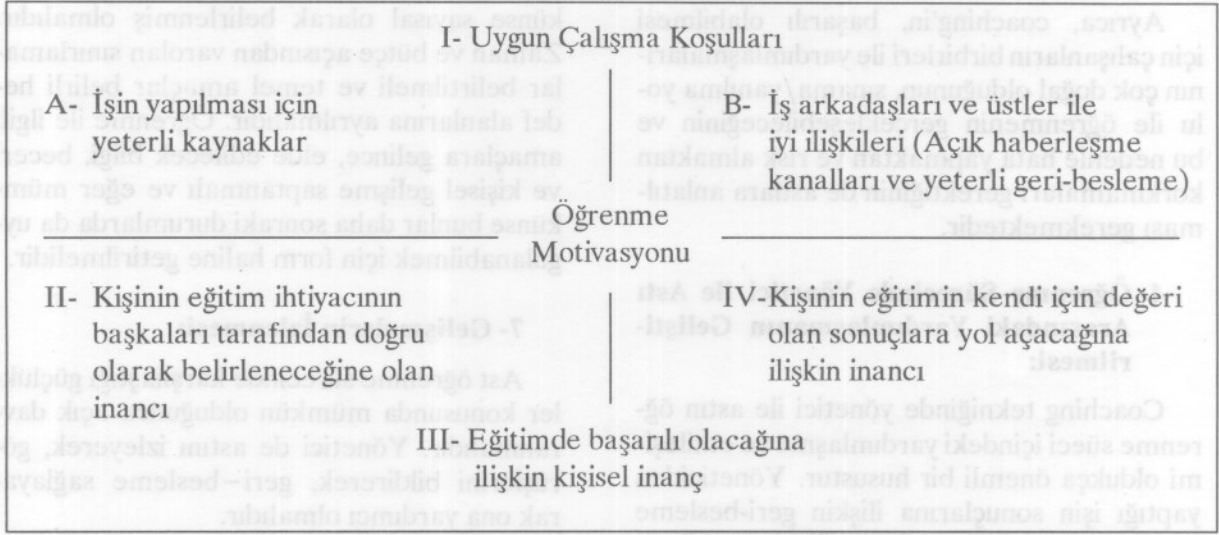 I- Uygun Çalışma Koşulları
A- İşin yapılması için
yeterli kaynaklar
B- İş arkadaşları ve üstler ile
iyi ilişkileri (Açık haberleşme
kanalları ve yeterli geri-besleme)
Öğrenme
Motivasyonu
II- Kişinin eğitim ihtiyacının
başkaları tarafından doğru
olarak belirleneceğine olan
inancı
IV-Kişinin eğitimin kendi için değeri
olan sonuçlara yol açacağına
ilişkin inancı
III- Eğitimde başarılı olacağına
ilişkin kişisel inanç